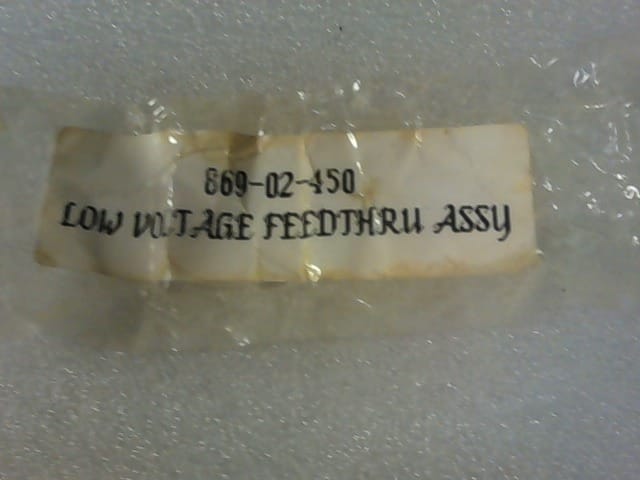 869-02-450
LOW VOLTAGE FEEDTHRU ASSY